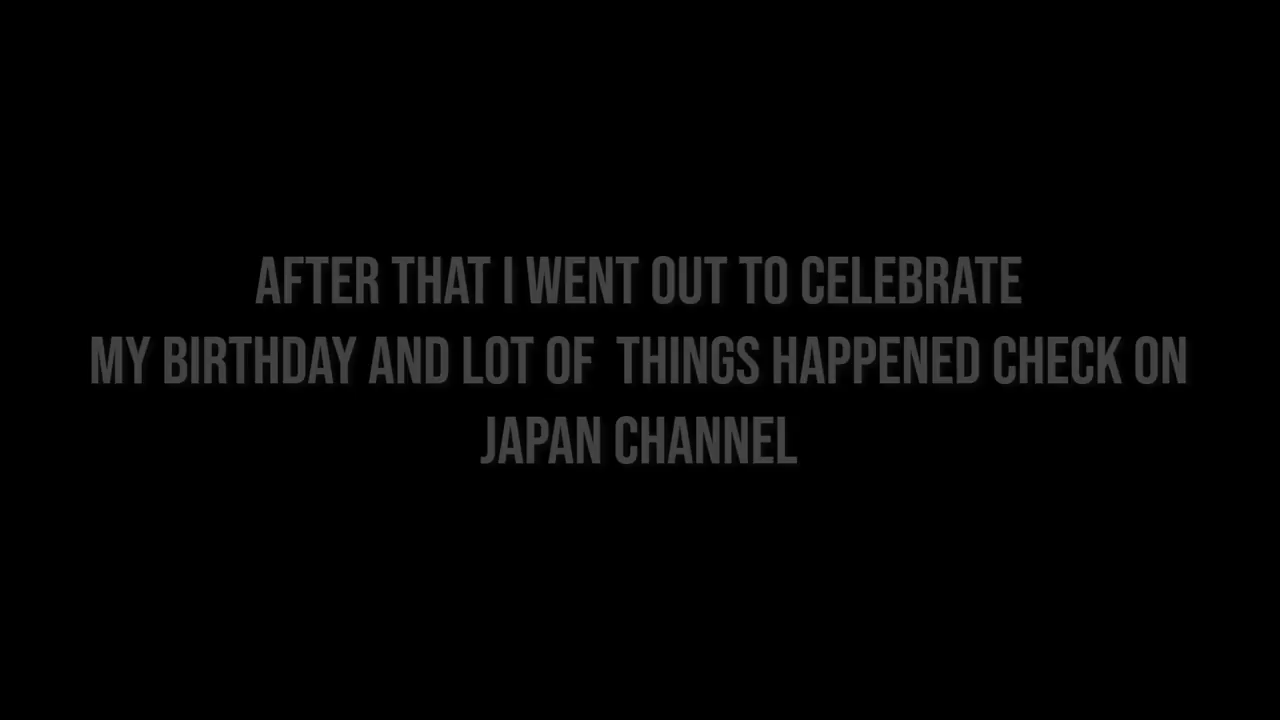 AFTER THAT I WENT OUT TO CELEBRATE
MY BIRTHDAY AND LOT OF  THINGS HAPPENED CHECK ON
JAPAN CHANNEL